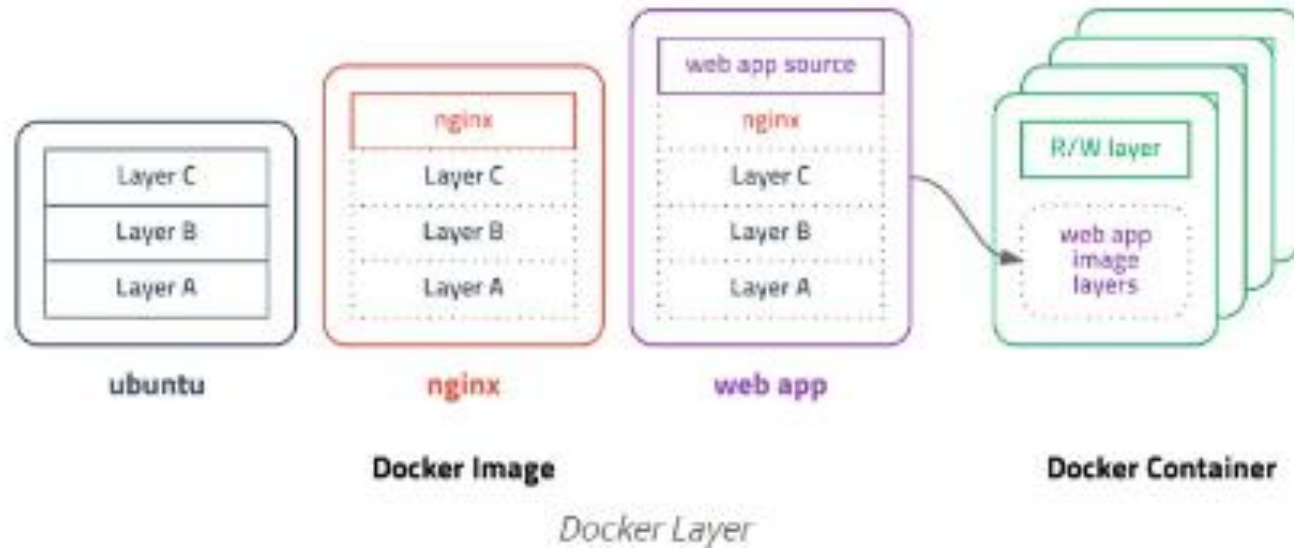 Layer C
Layer B
Layer A
ubuntu
nginx
Layer C
Layer B
Layer A
nginx
web app source
nginx
Layer C
Layer B
Layer A
web app
R/W layer
web app
image
layers
Docker Image
Docker Container
Docker Layer